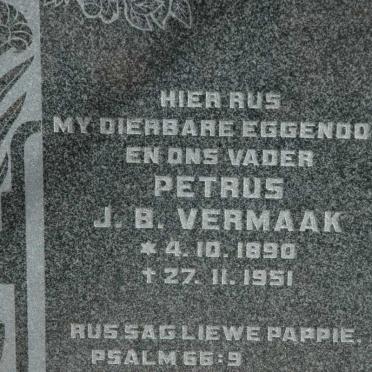 HIER RUS
MY DIERBARE EGGENOO
EN ONS VADER
PETRUS
J. B. VERMAAK
* 4. 10. 1890
† 27. 11. 1951
RUS SAG LIEWE PAPPIE.
PSALM 66:9